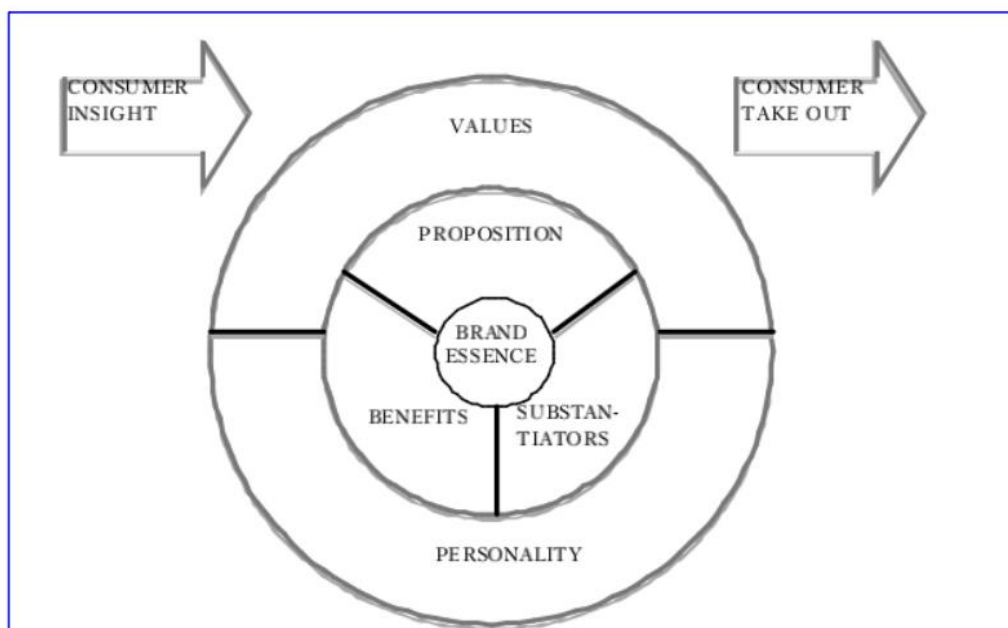 CONSUMER
INSIGHT
CONSUMER
TAKE OUT
VALUES
PROPOSITION
BRAND
ESSENCE
BENEFITS
SUBSTAN-
TIATORS
PERSONALITY